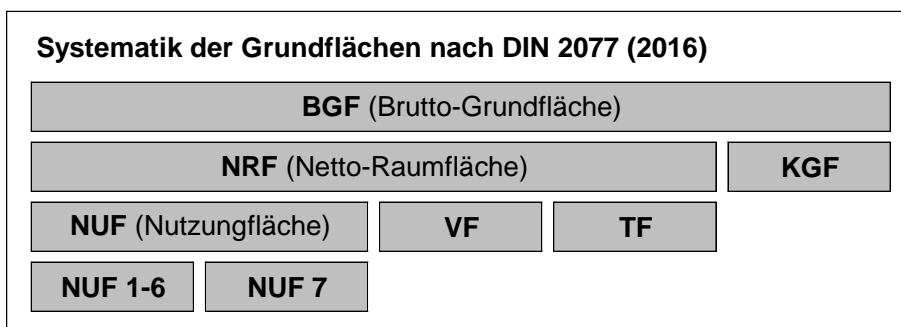 Systematik der Grundflächen nach DIN 2077 (2016)
BGF (Brutto-Grundfläche)
NRF (Netto-Raumfläche) KGF
NUF (Nutzungfläche) VF TF
NUF 1-6 NUF 7